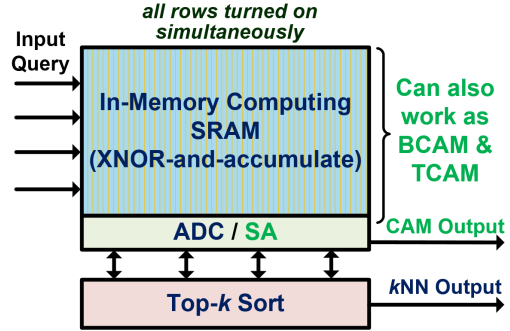 all rows turned on
simultaneously
Input
Query
In-Memory Computing
SRAM
(XNOR-and-accumulate)
Can also
work as
BCAM &
TCAM
ADC / SA
CAM Output
Top-k Sort
kNN Output